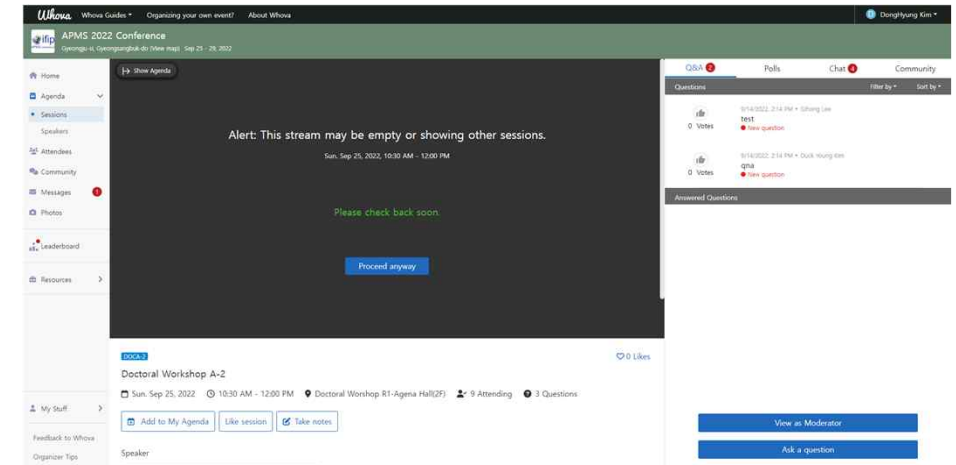 Whova Whova Guides Organizing your own event? About Whova D DongHyung Kim
ifip
APMS 2022 Conference
Gyeongju-si, Gyeongsangbuk-do (View map) Sep 25 - 29, 2022
Home
Agenda
Sessions
Speakers
Attendees
Community
Messages 1
Photos
Leaderboard
Resources
My Stuff
Feedback to Whova
Organizer Tips
Show Agenda
Alert: This stream may be empty or showing other sessions.
Sun. Sep 25, 2022, 10:30 AM - 12:00 PM
Please check back soon.
Proceed anyway
DOCA-2
0 Likes
Doctoral Workshop A-2
Sun. Sep 25, 2022 10:30 AM - 12:00 PM Doctoral Worshop R1-Agena Hall(2F) 9 Attending 3 Questions
Add to My Agenda Like session Take notes
Speaker
Q&A 2 Polls Chat 4 Community
Questions Filter by Sort by
9/14/2022, 2:14 PM • Sihong Lee
test
0 Votes New question
9/14/2022, 2:14 PM • Duck Young Kim
qna
0 Votes New question
Answered Questions
View as Moderator
Ask a question